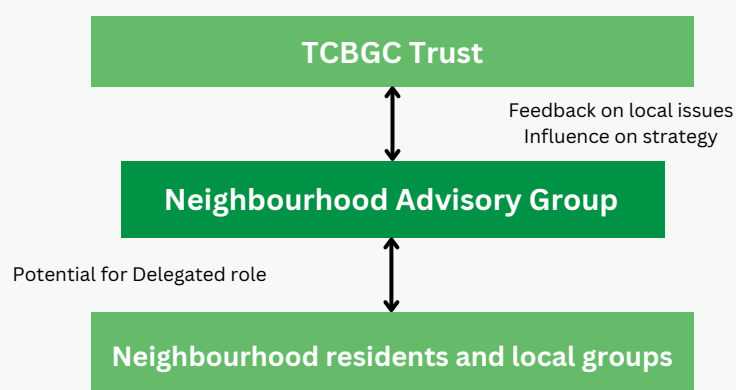 TCBGC Trust
Feedback on local issues
Influence on strategy
Neighbourhood Advisory Group
Potential for Delegated role
Neighbourhood residents and local groups